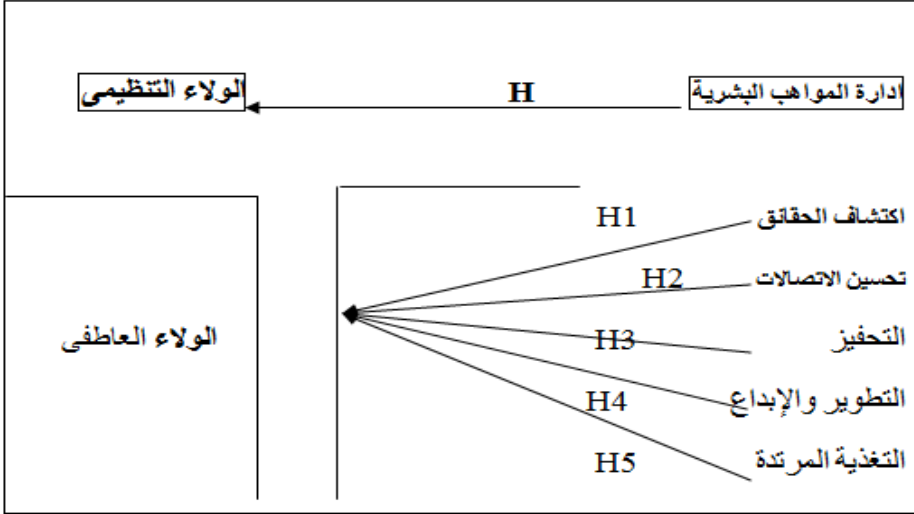 ادارة المواهب البشرية
H
الولاء التنظيمى
H1
اكتشاف الحقائق
H2
تحسين الاتصالات
H3
التحفيز
الولاء العاطفى
H4
التطوير والإبداع
H5
التغذية المرتدة